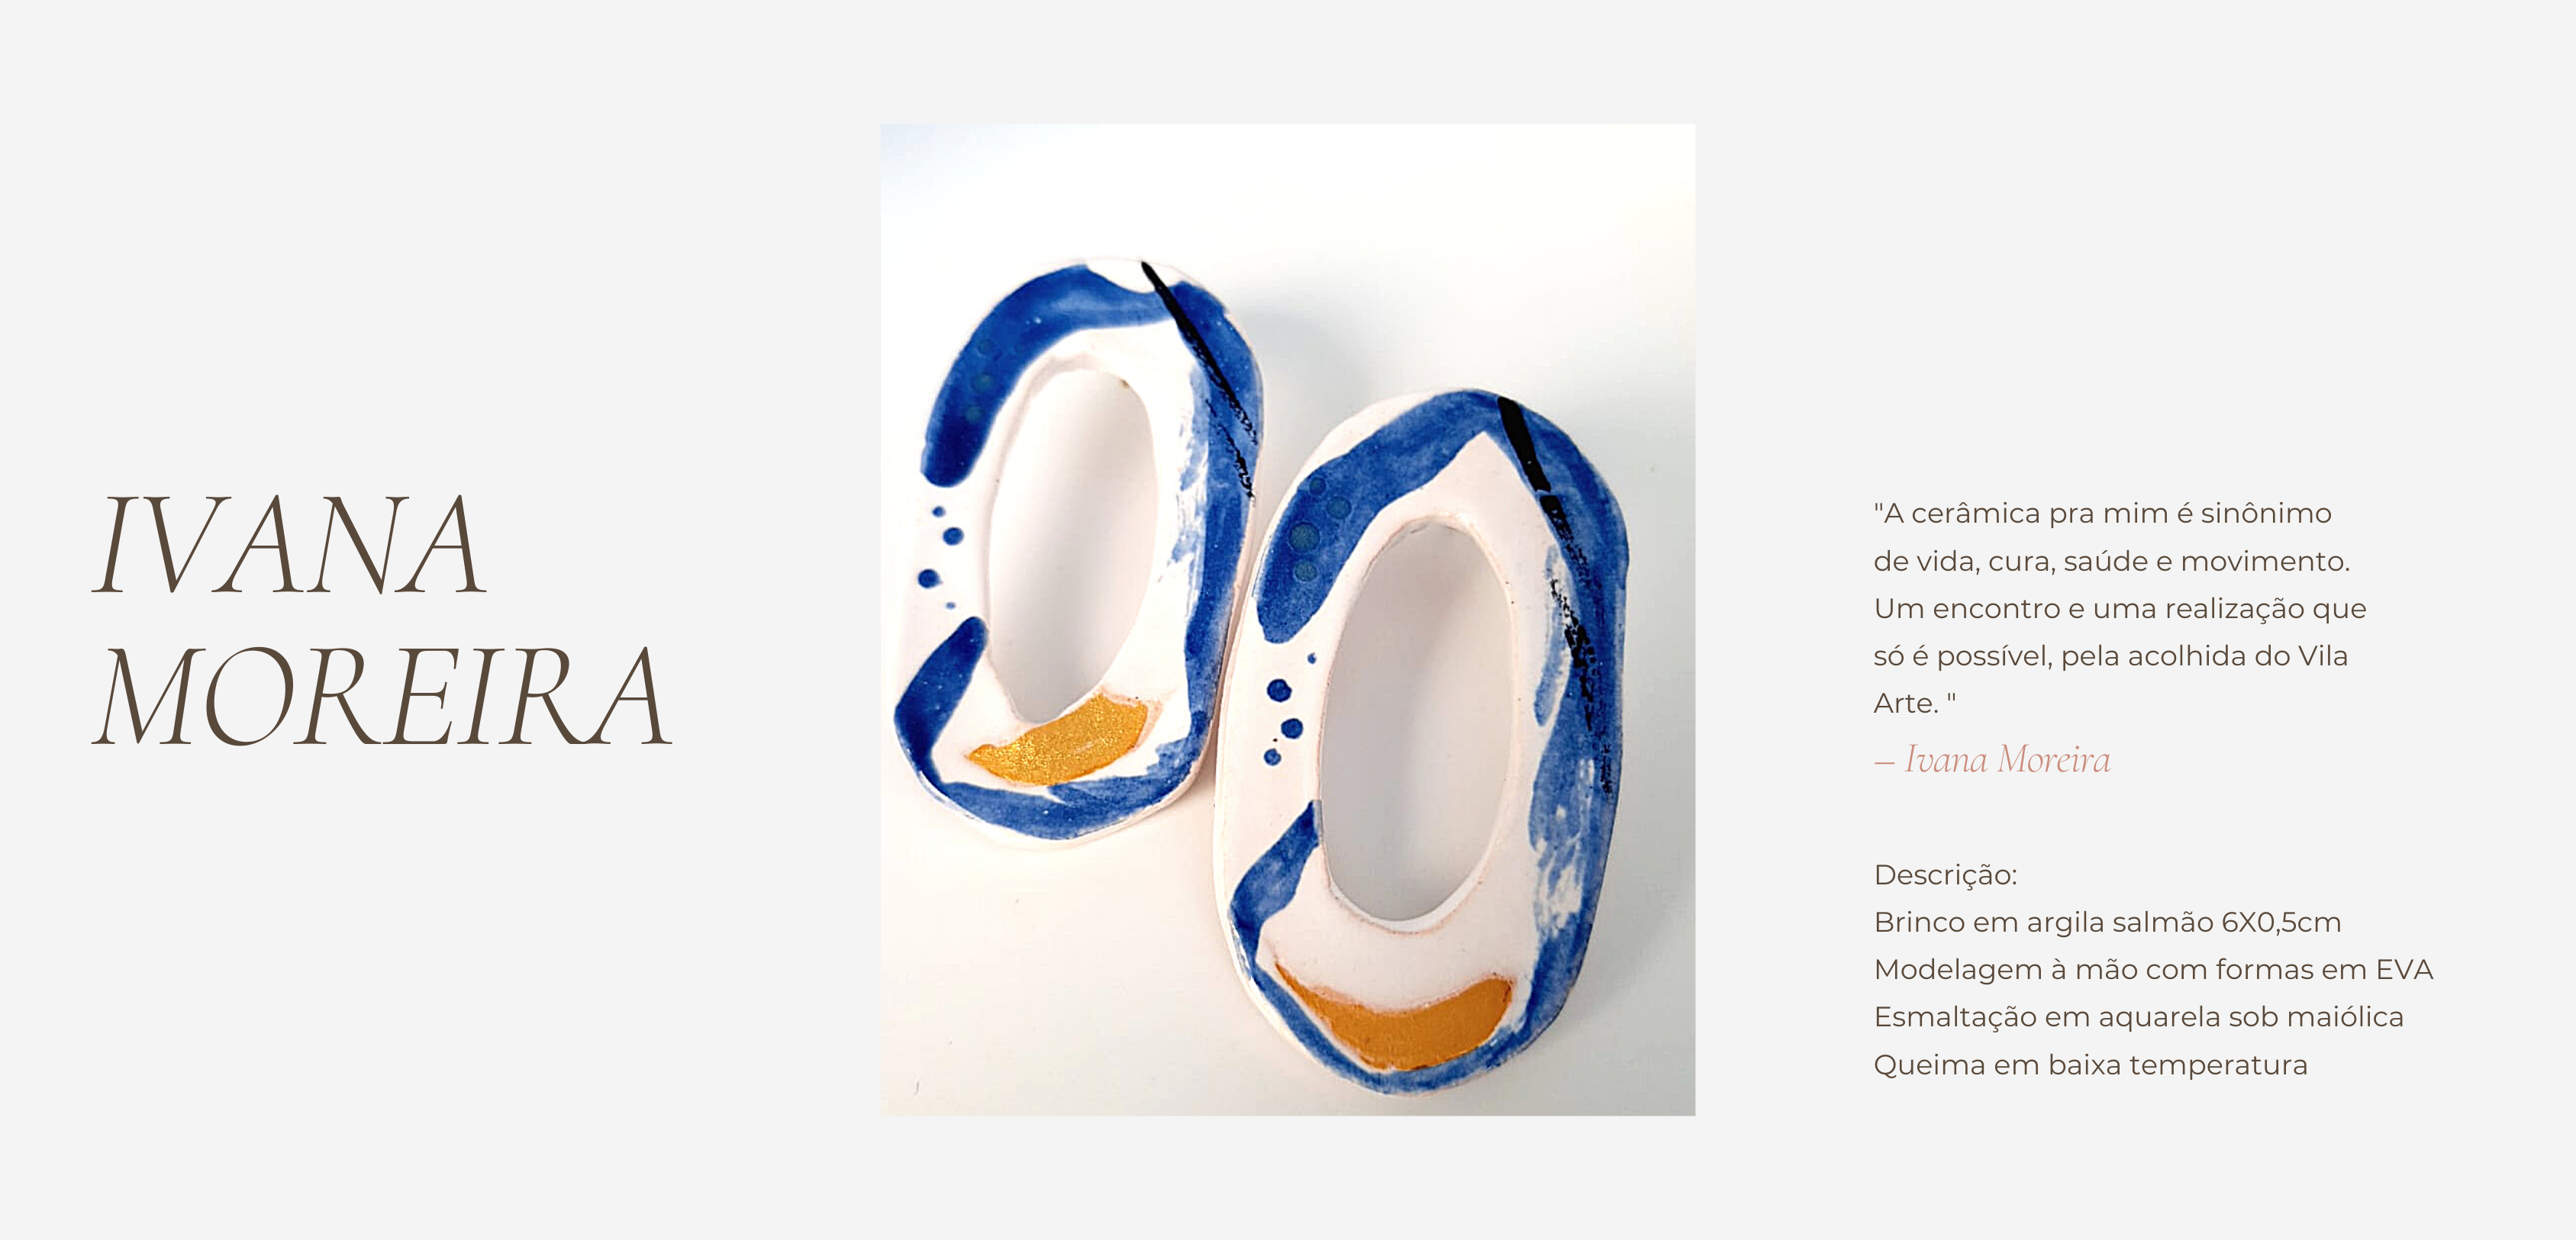 IVANA
MOREIRA
"A cerâmica pra mim é sinônimo
de vida, cura, saúde e movimento.
Um encontro e uma realização que
só é possível, pela acolhida do Vila
Arte. "
– Ivana Moreira
Descrição:
Brinco em argila salmão 6X0,5cm
Modelagem à mão com formas em EVA
Esmaltação em aquarela sob maiólica
Queima em baixa temperatura